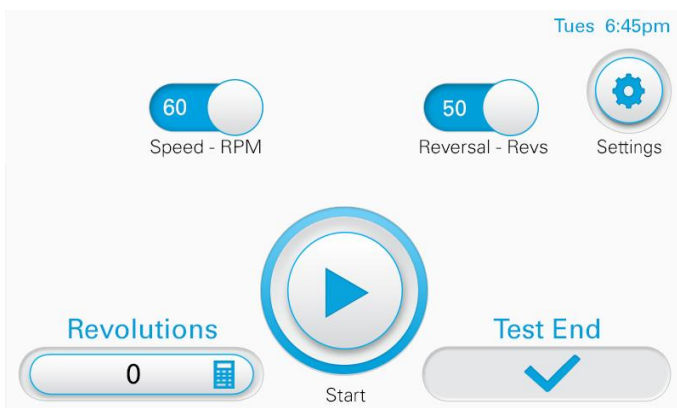 Tues 6:45pm
60
50
Speed - RPM
Reversal - Revs
Settings
Revolutions
Test End
0
Start